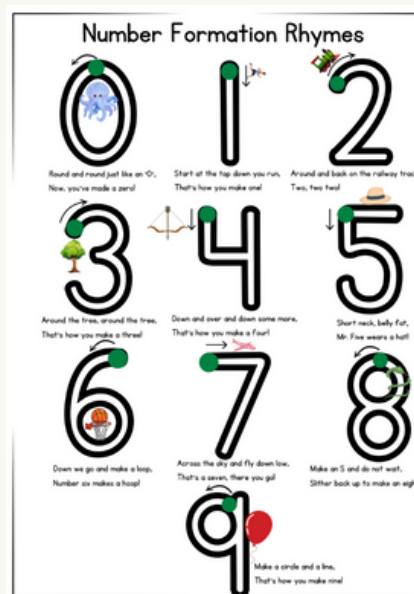 Number Formation Rhymes
0
1
2
Round and round just like an 'O',
Now, you've made a zero!
Start at the top down you run,
That's how you make one!
Around and back on the railway trac
Two, two two!
3
4
5
Around the tree, around the tree,
That's how you make a three!
Down and over and down some more,
That's how you make a four!
Short neck, belly fat,
Mr. Five wears a hat!
6
7
8
Down we go and make a loop,
Number six makes a hoop!
Across the sky and fly down low,
That's a seven, there you go!
Make an S and do not wait,
Slither back up to make an eigh
9
Make a circle and a line,
That's how you make nine!